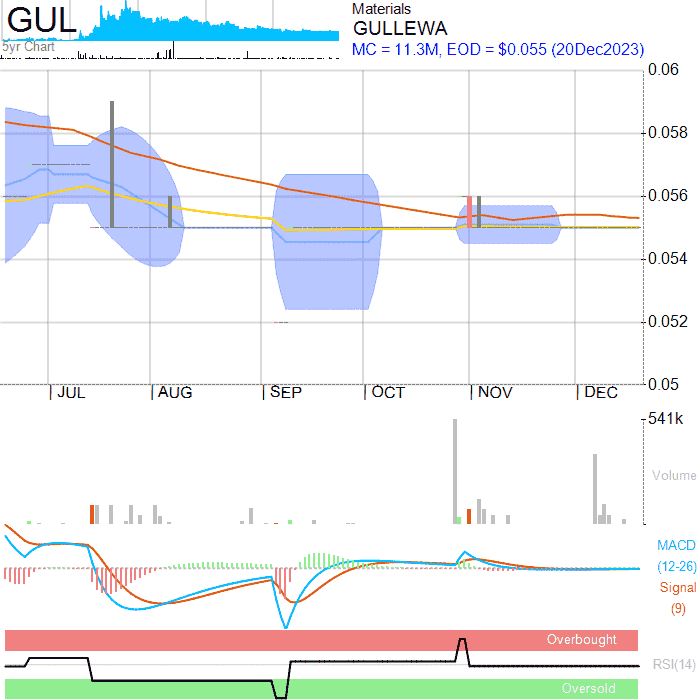 GUL
5yr Chart
Materials
GULLEWA
MC = 11.3M, EOD = $0.055 (20Dec2023)
0.06
0.058
0.056
0.054
0.052
0.05
JUL AUG SEP OCT NOV DEC
541k
Volume
MACD
(12-26)
Signal
(9)
Overbought
RSI(14)
Oversold